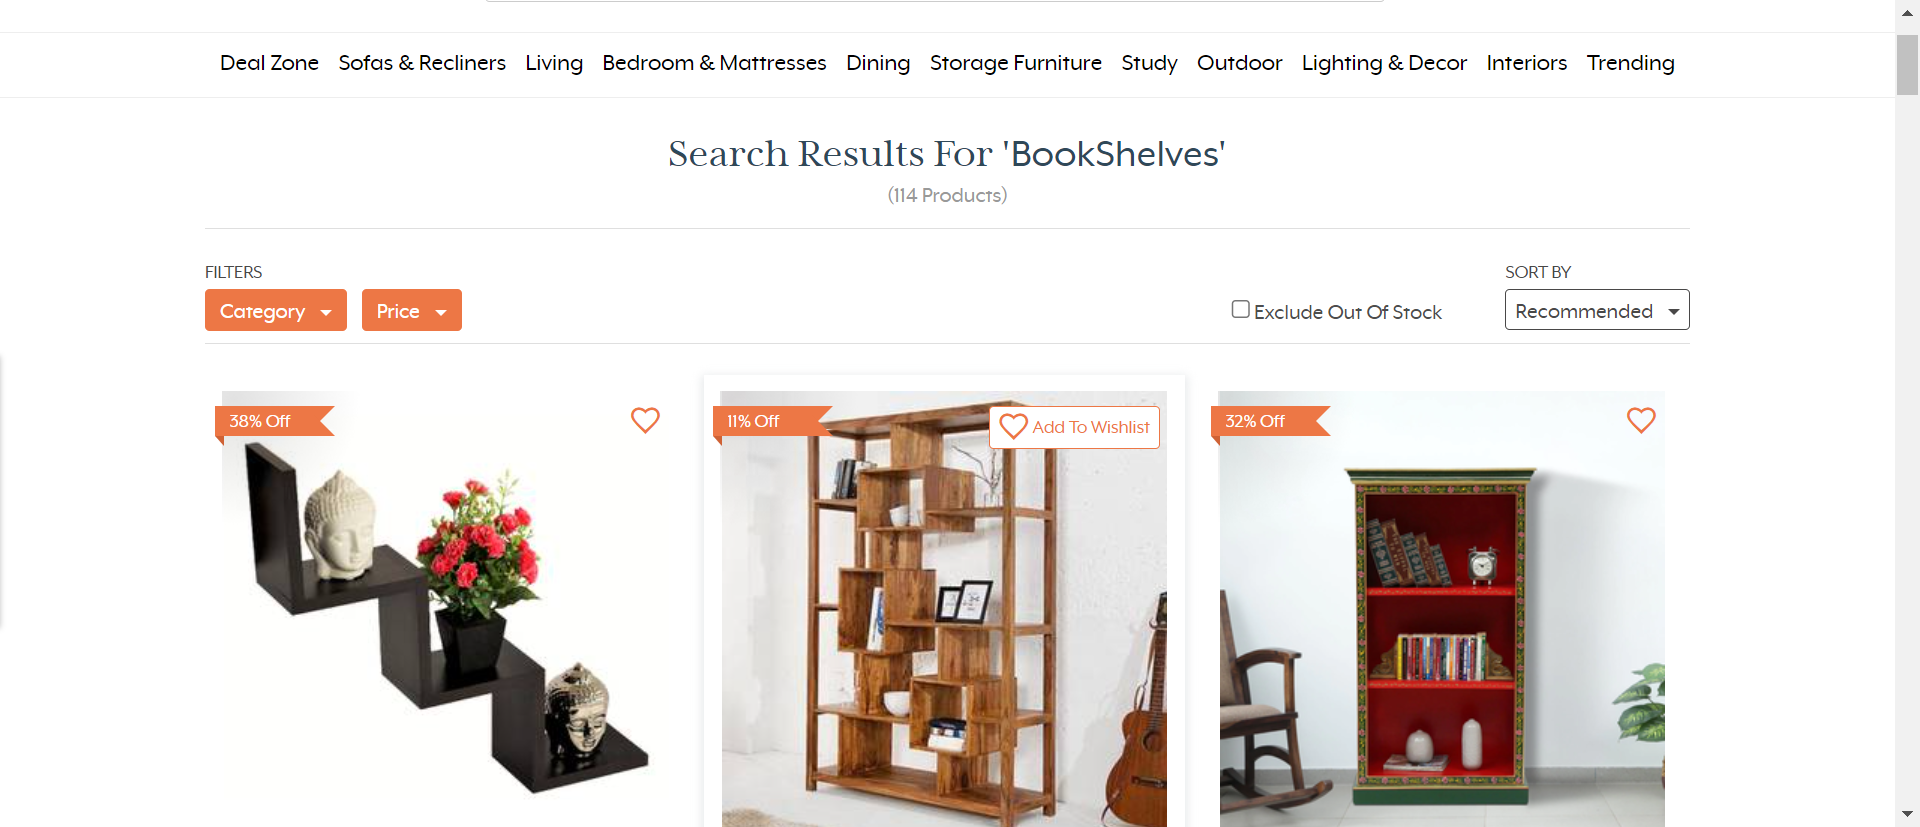 Deal Zone Sofas & Recliners Living Bedroom & Mattresses Dining Storage Furniture Study Outdoor Lighting & Decor Interiors Trending
Search Results For 'BookShelves'
(114 Products)
FILTERS
SORT BY
Category
Price
Exclude Out Of Stock
Recommended
38% Off
11% Off
Add To Wishlist
32% Off